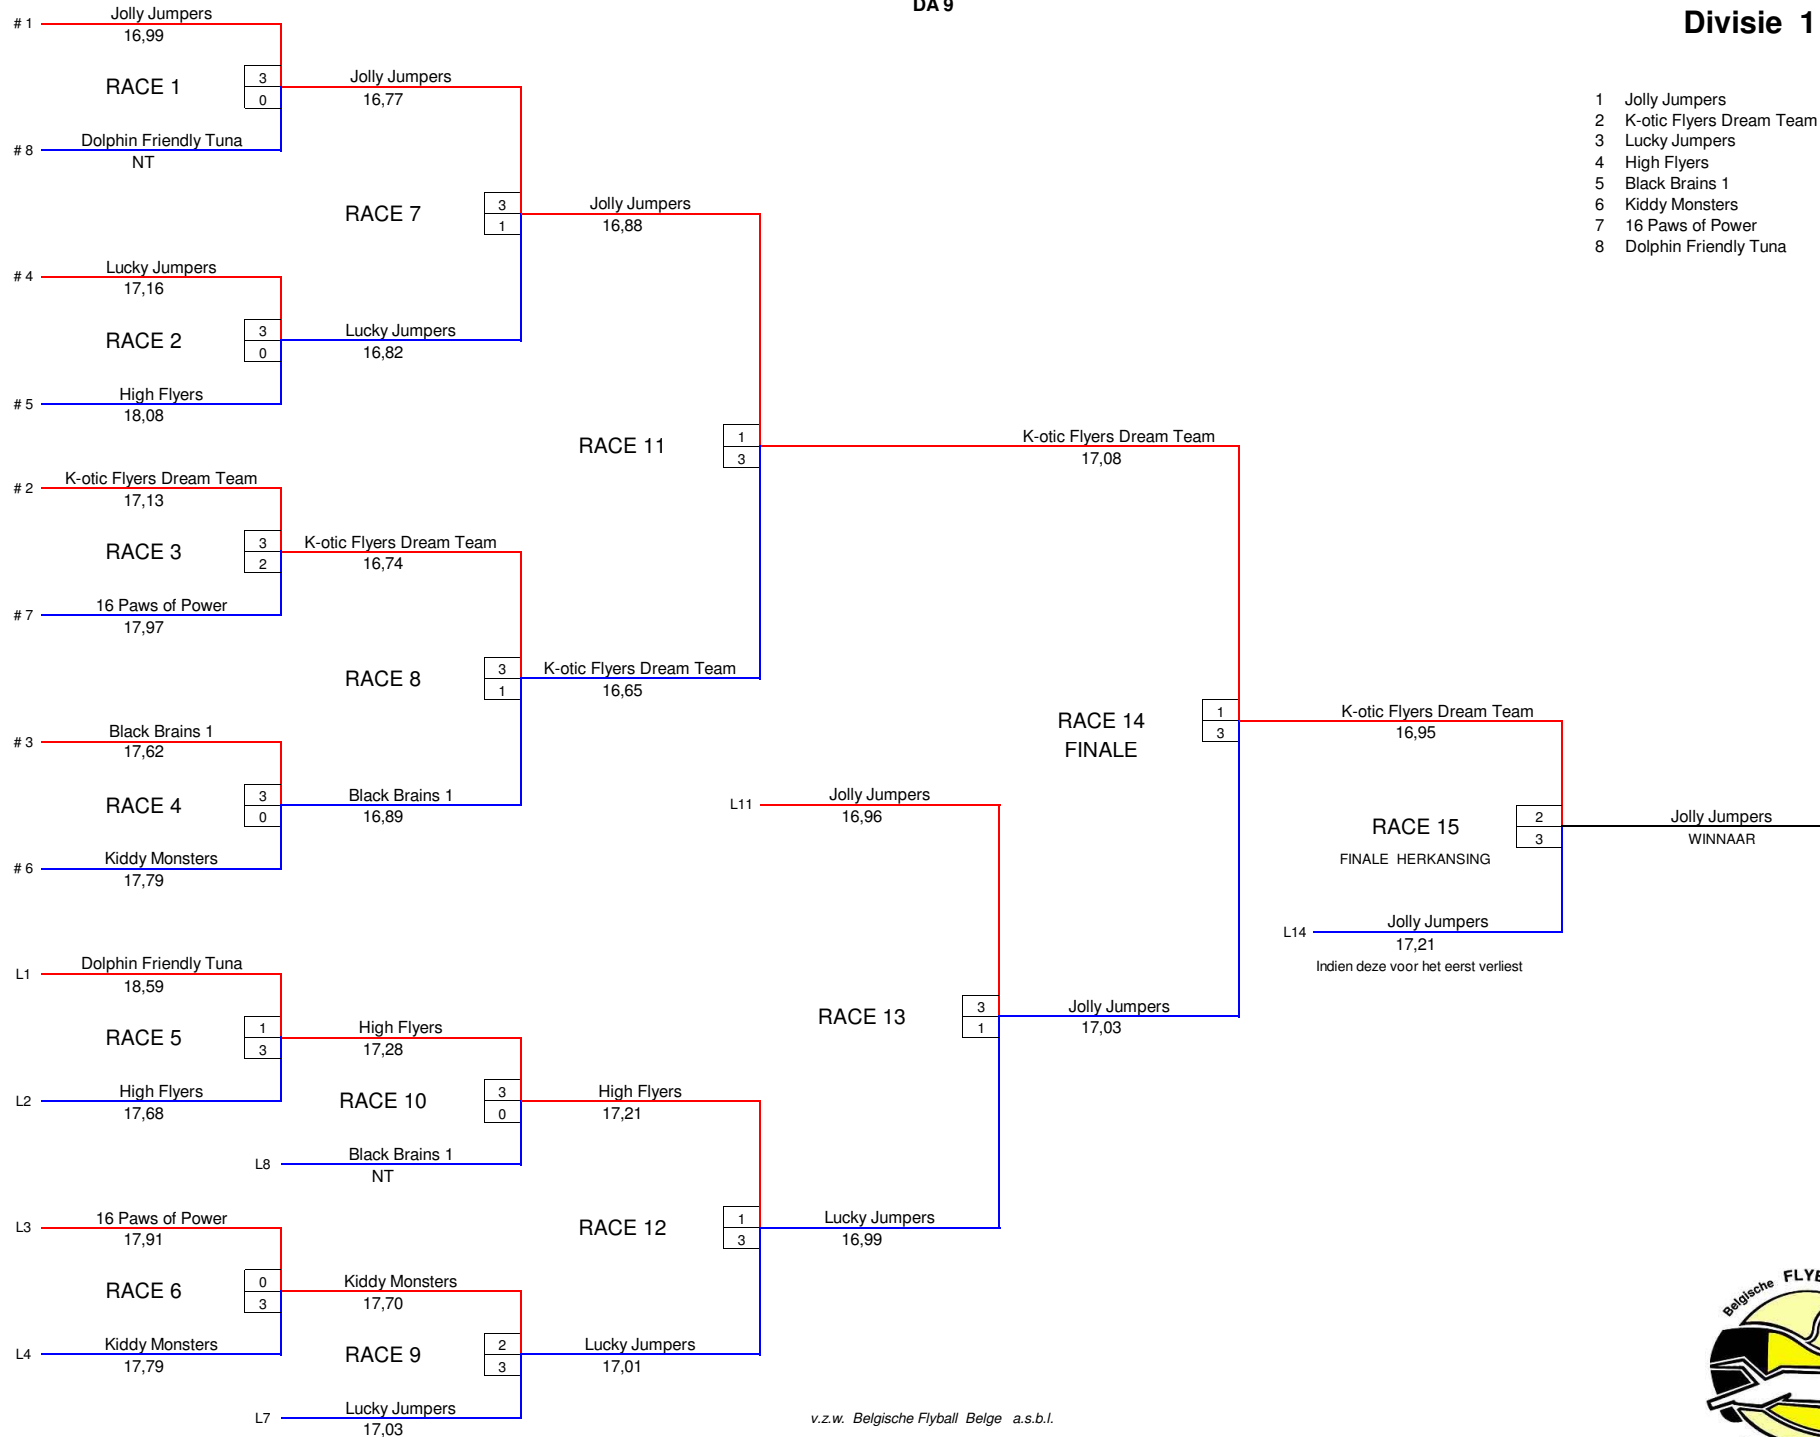 DA 9
Divisie 1
1 Jolly Jumpers
2 K-otic Flyers Dream Team
3 Lucky Jumpers
4 High Flyers
5 Black Brains 1
6 Kiddy Monsters
7 16 Paws of Power
8 Dolphin Friendly Tuna
# 1 Jolly Jumpers
16,99
RACE 1
3
0
# 8 Dolphin Friendly Tuna
NT
Jolly Jumpers
16,77
RACE 7
3
1
# 4 Lucky Jumpers
17,16
RACE 2
3
0
# 5 High Flyers
18,08
Lucky Jumpers
16,82
Jolly Jumpers
16,88
RACE 11
1
3
# 2 K-otic Flyers Dream Team
17,13
RACE 3
3
2
# 7 16 Paws of Power
17,97
K-otic Flyers Dream Team
16,74
RACE 8
3
1
# 3 Black Brains 1
17,62
RACE 4
3
0
# 6 Kiddy Monsters
17,79
Black Brains 1
16,89
K-otic Flyers Dream Team
16,65
K-otic Flyers Dream Team
17,08
RACE 14
FINALE
1
3
K-otic Flyers Dream Team
16,95
RACE 15
FINALE HERKANSING
2
3
Jolly Jumpers
WINNAAR
L14 Jolly Jumpers
17,21
Indien deze voor het eerst verliest
L11 Jolly Jumpers
16,96
RACE 13
3
1
Jolly Jumpers
17,03
L1 Dolphin Friendly Tuna
18,59
RACE 5
1
3
L2 High Flyers
17,68
High Flyers
17,28
RACE 10
3
0
L8 Black Brains 1
NT
High Flyers
17,21
RACE 12
1
3
Lucky Jumpers
16,99
L3 16 Paws of Power
17,91
RACE 6
0
3
L4 Kiddy Monsters
17,79
Kiddy Monsters
17,70
RACE 9
2
3
L7 Lucky Jumpers
17,03
Lucky Jumpers
17,01
v.z.w. Belgische Flyball Belge a.s.b.l.
Belgische